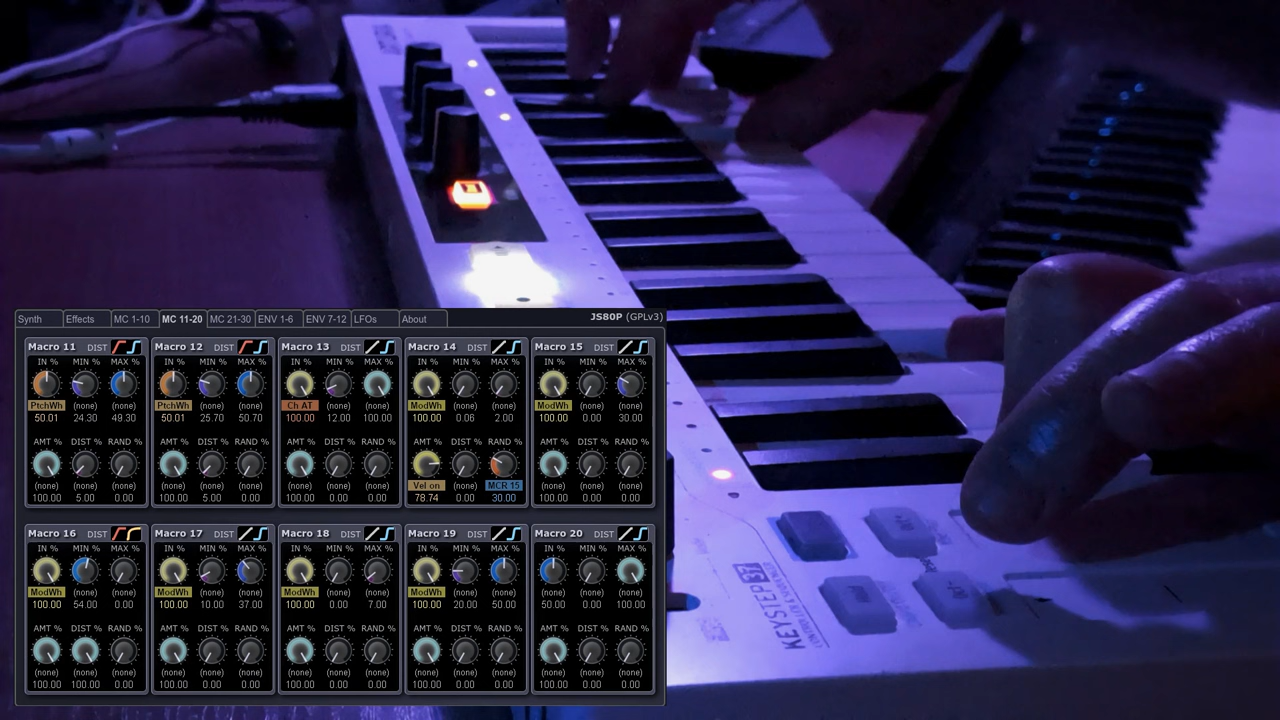 Synth Effects MC 1-10 MC 11-20 MC 21-30 ENV 1-6 ENV 7-12 LFOs About JS80P (GPLv3)
Macro 11 DIST Macro 12 DIST Macro 13 DIST Macro 14 DIST Macro 15 DIST
IN % MIN % MAX % IN % MIN % MAX % IN % MIN % MAX % IN % MIN % MAX % IN % MIN % MAX %
PtchWh (none) (none) PtchWh (none) (none) Ch AT (none) (none) ModWh (none) (none) ModWh (none) (none)
50.01 24.30 49.30 50.01 25.70 50.70 100.00 12.00 100.00 100.00 0.06 2.00 100.00 0.00 30.00
AMT % DIST % RAND % AMT % DIST % RAND % AMT % DIST % RAND % AMT % DIST % RAND % AMT % DIST % RAND %
(none) (none) (none) (none) (none) (none) (none) (none) (none) Vel on (none) MCR 15 (none) (none) (none)
100.00 5.00 0.00 100.00 5.00 0.00 100.00 0.00 0.00 78.74 0.00 30.00 100.00 0.00 0.00
Macro 16 DIST Macro 17 DIST Macro 18 DIST Macro 19 DIST Macro 20 DIST
IN % MIN % MAX % IN % MIN % MAX % IN % MIN % MAX % IN % MIN % MAX % IN % MIN % MAX %
ModWh (none) (none) ModWh (none) (none) ModWh (none) (none) ModWh (none) (none) (none) (none) (none)
100.00 54.00 0.00 100.00 10.00 37.00 100.00 0.00 7.00 100.00 20.00 50.00 50.00 0.00 100.00
AMT % DIST % RAND % AMT % DIST % RAND % AMT % DIST % RAND % AMT % DIST % RAND % AMT % DIST % RAND %
(none) (none) (none) (none) (none) (none) (none) (none) (none) (none) (none) (none) (none) (none) (none)
100.00 100.00 0.00 100.00 0.00 0.00 100.00 0.00 0.00 100.00 0.00 0.00 100.00 0.00 0.00
KEYSTEP 37
CONTROLLER & SEQUENCER